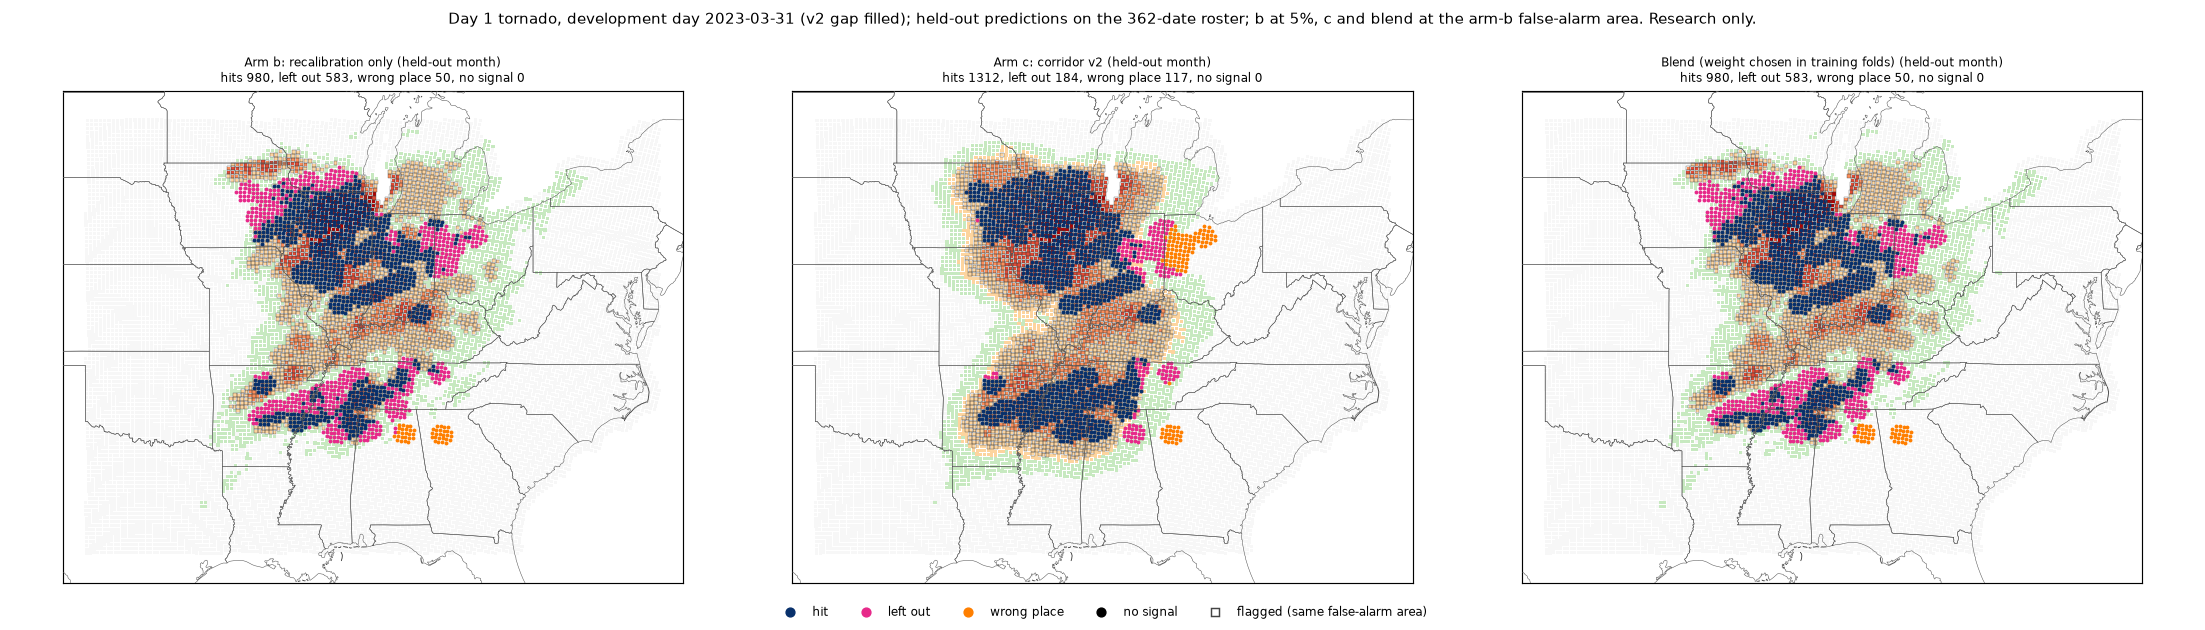 Day 1 tornado, development day 2023-03-31 (v2 gap filled); held-out predictions on the 362-date roster; b at 5%, c and blend at the arm-b false-alarm area. Research only.
Arm b: recalibration only (held-out month)
hits 980, left out 583, wrong place 50, no signal 0
Arm c: corridor v2 (held-out month)
hits 1312, left out 184, wrong place 117, no signal 0
Blend (weight chosen in training folds) (held-out month)
hits 980, left out 583, wrong place 50, no signal 0
hit left out wrong place no signal flagged (same false-alarm area)